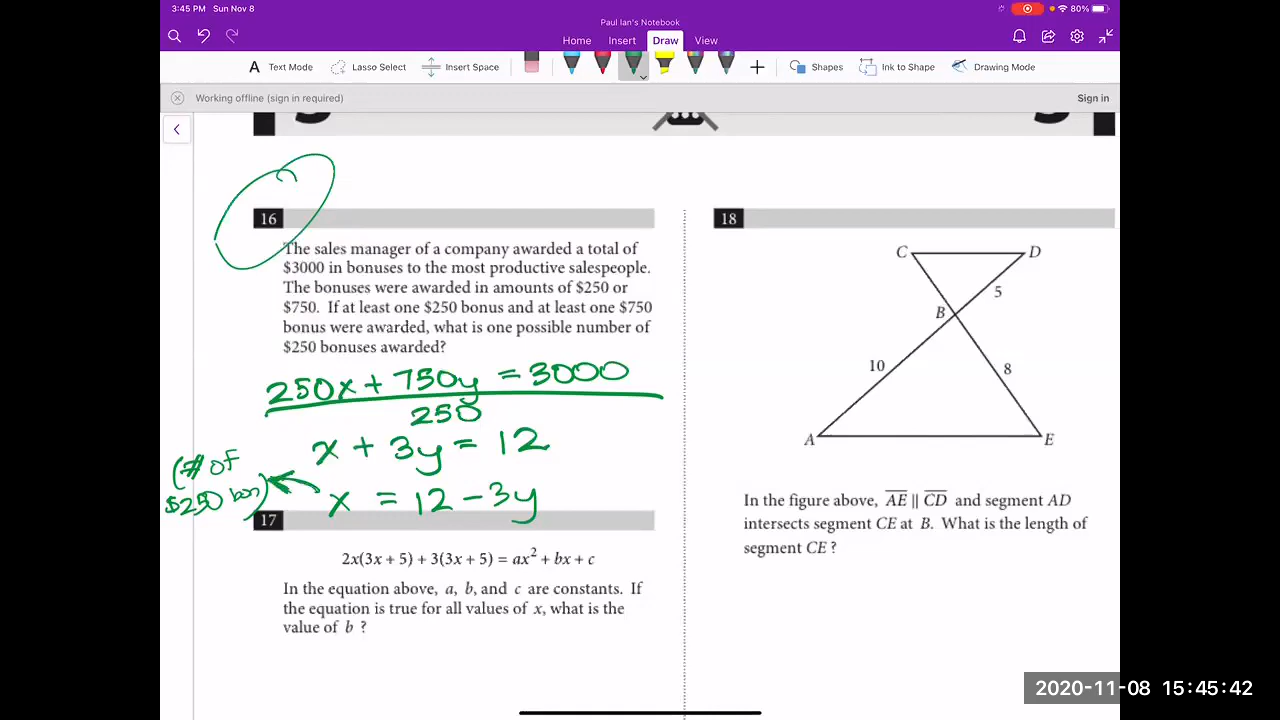 3:45 PM Sun Nov 8
80%
Paul Ian's Notebook
Home Insert Draw View
Text Mode Lasso Select Insert Space Shapes Ink to Shape Drawing Mode
Working offline (sign in required) Sign in
16
The sales manager of a company awarded a total of
$3000 in bonuses to the most productive salespeople.
The bonuses were awarded in amounts of $250 or
$750. If at least one $250 bonus and at least one $750
bonus were awarded, what is one possible number of
$250 bonuses awarded?
250x + 750y = 3000
250
x + 3y = 12
(# of
$250 bon)
x = 12 - 3y
17
2x(3x + 5) + 3(3x + 5) = ax² + bx + c
In the equation above, a, b, and c are constants. If
the equation is true for all values of x, what is the
value of b ?
18
C D
5
B
10 8
A E
In the figure above, AE || CD and segment AD
intersects segment CE at B. What is the length of
segment CE ?
2020-11-08 15:45:42